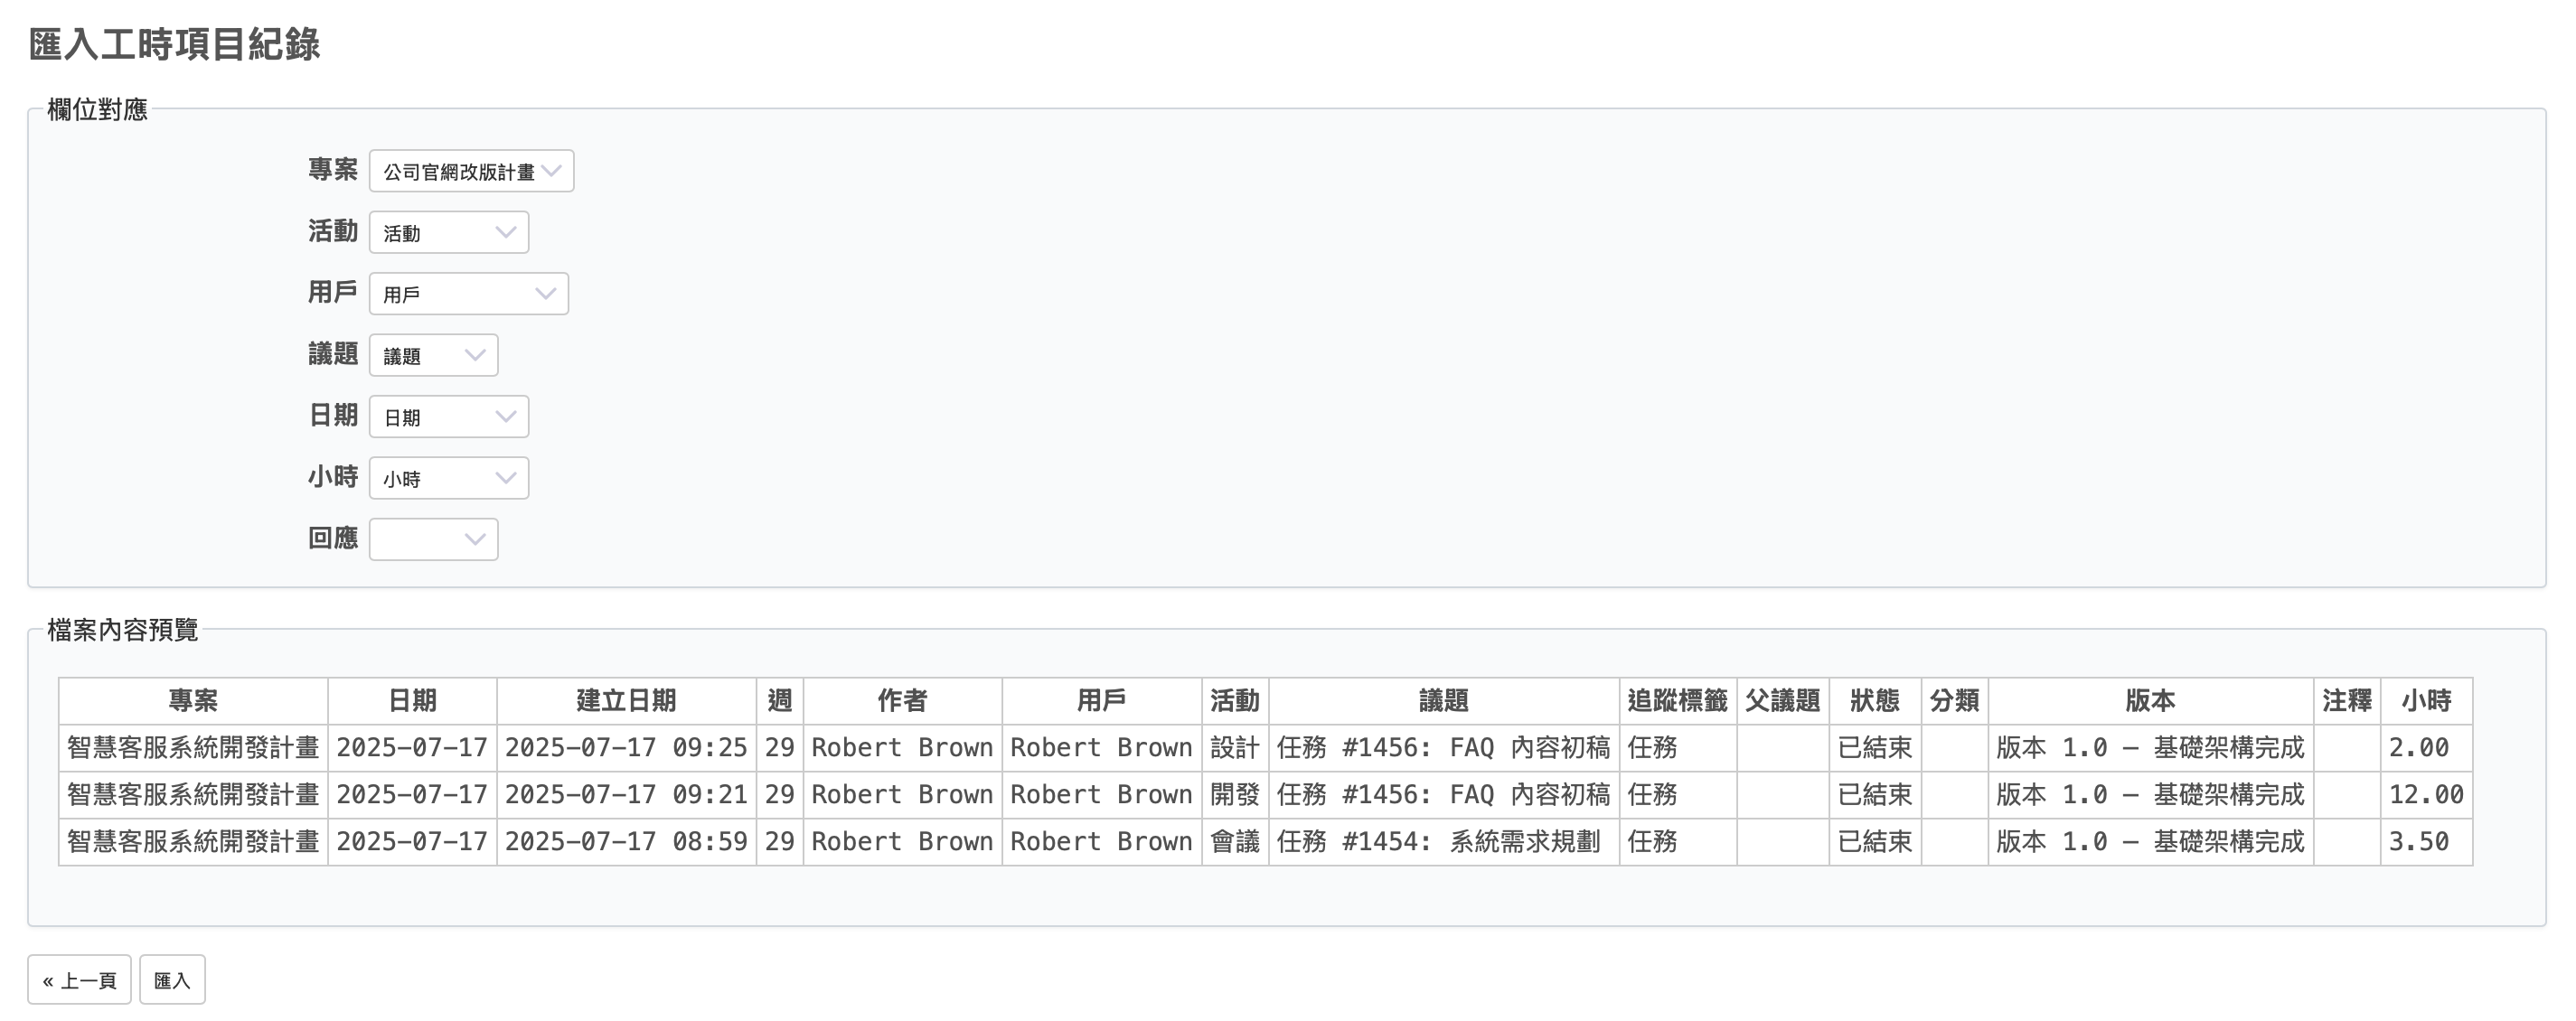 匯入工時項目紀錄
欄位對應
專案 公司官網改版計畫
活動 活動
用戶 用戶
議題 議題
日期 日期
小時 小時
回應
檔案內容預覽
專案 日期 建立日期 週 作者 用戶 活動 議題 追蹤標籤 父議題 狀態 分類 版本 注釋 小時
智慧客服系統開發計畫 2025-07-17 2025-07-17 09:25 29 Robert Brown Robert Brown 設計 任務 #1456: FAQ 內容初稿 任務 已結束 版本 1.0 – 基礎架構完成 2.00
智慧客服系統開發計畫 2025-07-17 2025-07-17 09:21 29 Robert Brown Robert Brown 開發 任務 #1456: FAQ 內容初稿 任務 已結束 版本 1.0 – 基礎架構完成 12.00
智慧客服系統開發計畫 2025-07-17 2025-07-17 08:59 29 Robert Brown Robert Brown 會議 任務 #1454: 系統需求規劃 任務 已結束 版本 1.0 – 基礎架構完成 3.50
« 上一頁 匯入